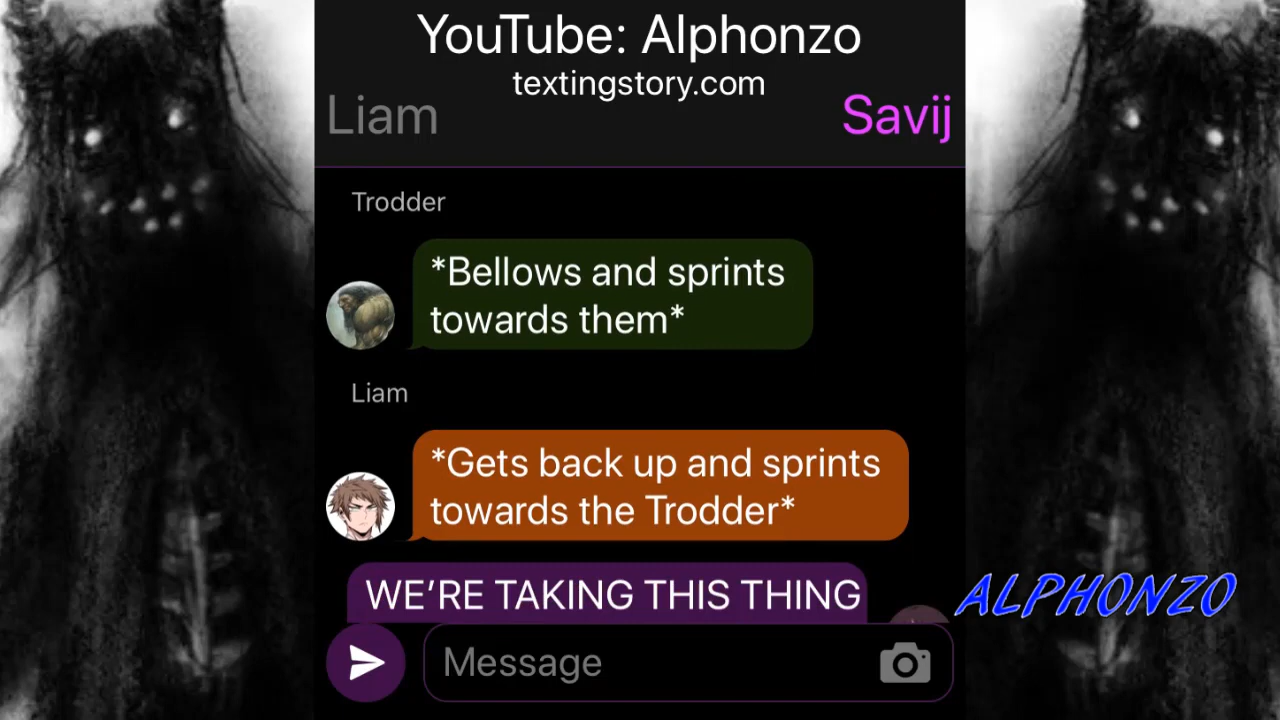 YouTube: Alphonzo
textingstory.com
Liam
Savij
Trodder
*Bellows and sprints
towards them*
Liam
*Gets back up and sprints
towards the Trodder*
WE’RE TAKING THIS THING
ALPHONZO
Message